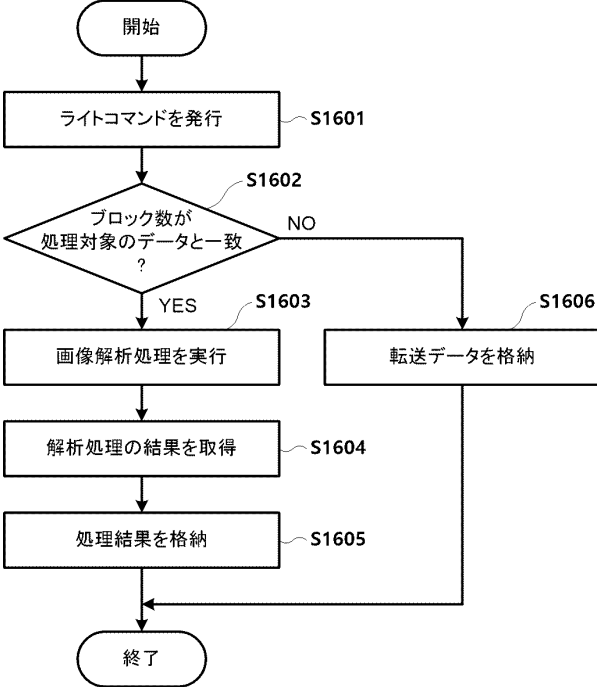 開始
ライトコマンドを発行
S1601
S1602
ブロック数が
処理対象のデータと一致
?
NO
YES
S1603
S1606
画像解析処理を実行
転送データを格納
解析処理の結果を取得
S1604
処理結果を格納
S1605
終了